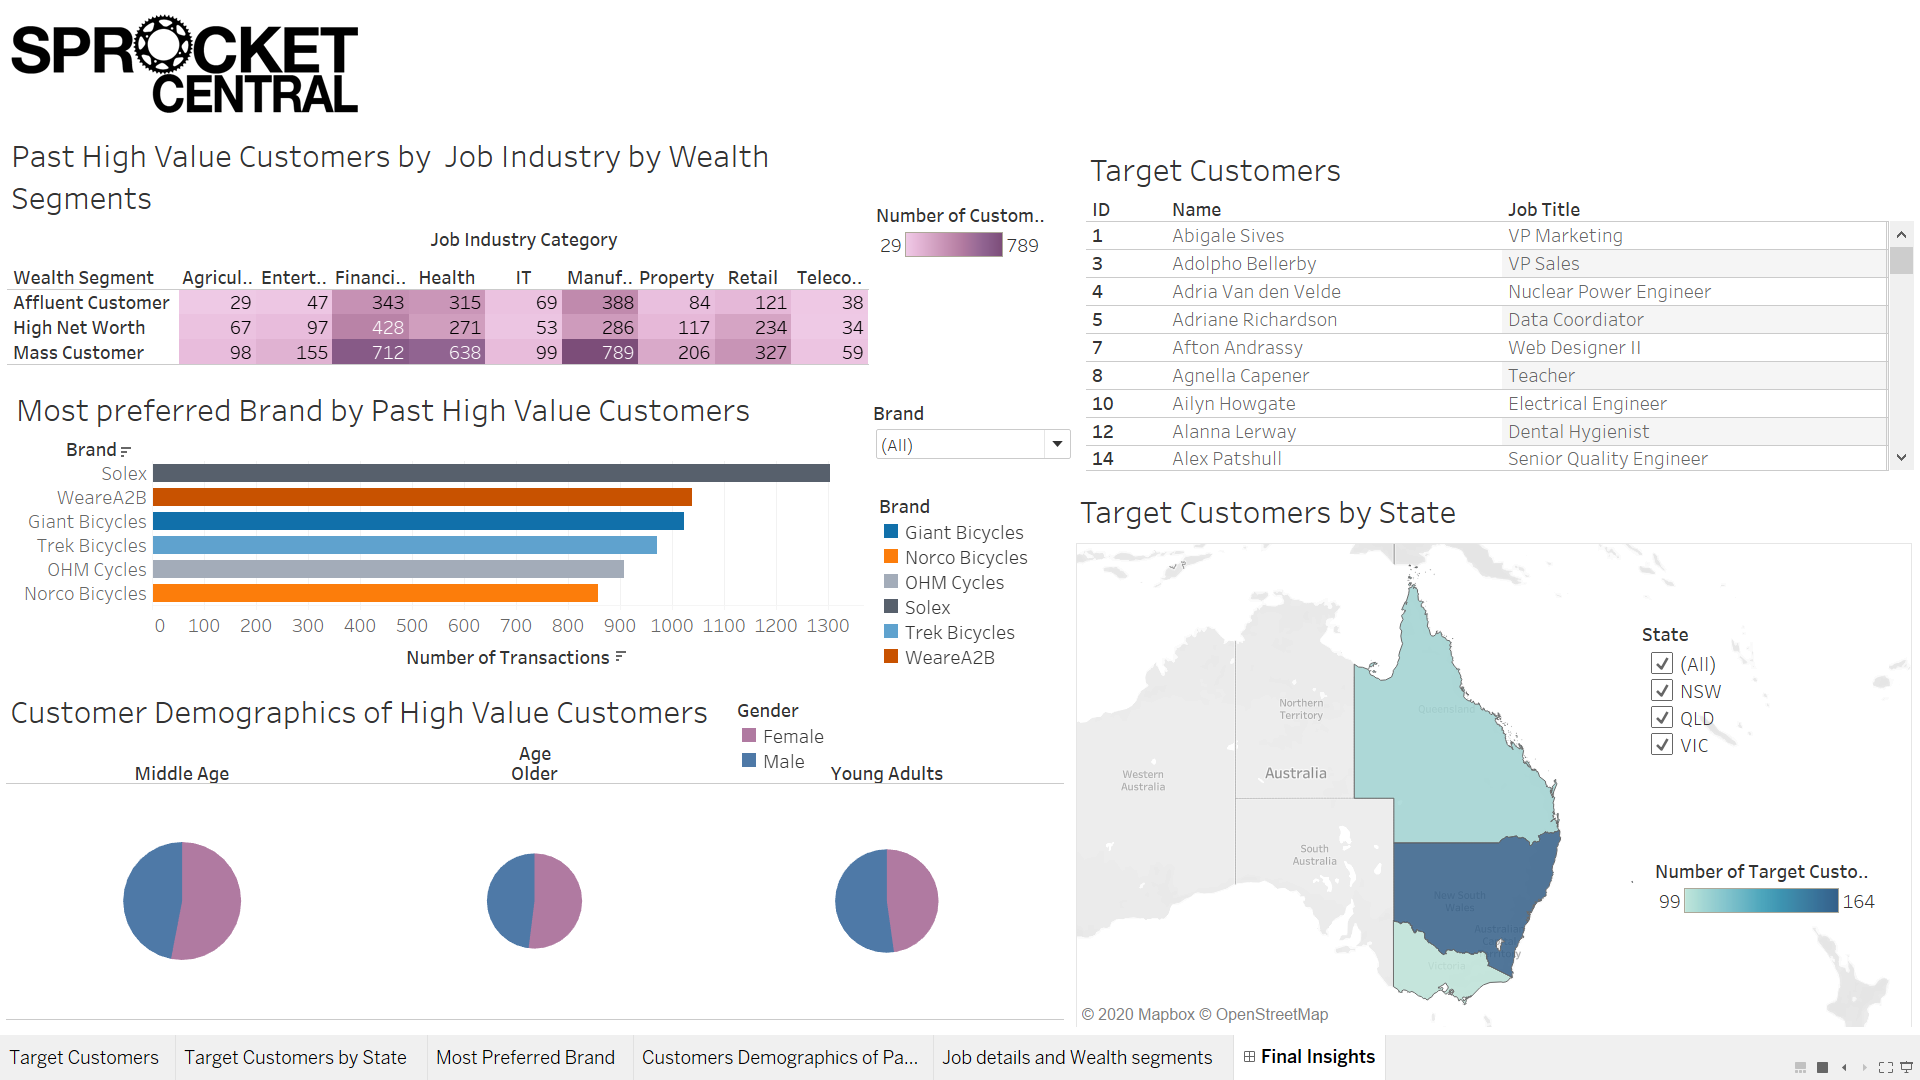 SPROCKET
CENTRAL
Past High Value Customers by Job Industry by Wealth
Segments
Job Industry Category
Wealth Segment Agricul.. Entert.. Financi.. Health IT Manuf.. Property Retail Teleco..
Affluent Customer 29 47 343 315 69 388 84 121 38
High Net Worth 67 97 428 271 53 286 117 234 34
Mass Customer 98 155 712 638 99 789 206 327 59
Number of Custom..
29 789
Most preferred Brand by Past High Value Customers
Brand
Solex
WeareA2B
Giant Bicycles
Trek Bicycles
OHM Cycles
Norco Bicycles
0 100 200 300 400 500 600 700 800 900 1000 1100 1200 1300
Number of Transactions
Brand
(All)
Brand
Giant Bicycles
Norco Bicycles
OHM Cycles
Solex
Trek Bicycles
WeareA2B
Customer Demographics of High Value Customers
Gender
Female
Male
Age
Middle Age Older Young Adults
Target Customers
ID Name Job Title
1 Abigale Sives VP Marketing
3 Adolpho Bellerby VP Sales
4 Adria Van den Velde Nuclear Power Engineer
5 Adriane Richardson Data Coordiator
7 Afton Andrassy Web Designer II
8 Agnella Capener Teacher
10 Ailyn Howgate Electrical Engineer
12 Alanna Lerway Dental Hygienist
14 Alex Patshull Senior Quality Engineer
Target Customers by State
Northern
Territory
Queensland
Western
Australia
Australia
South
Australia
New South
Wales
Victoria
State
(All)
NSW
QLD
VIC
Number of Target Custo..
99 164
© 2020 Mapbox © OpenStreetMap
Target Customers Target Customers by State Most Preferred Brand Customers Demographics of Pa... Job details and Wealth segments Final Insights